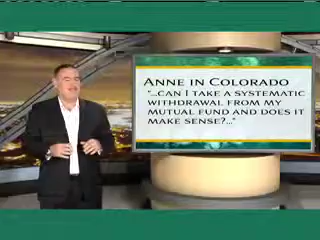 ANNE IN COLORADO
"...CAN I TAKE A SYSTEMATIC
WITHDRAWAL FROM MY
MUTUAL FUND AND DOES IT
MAKE SENSE?..."